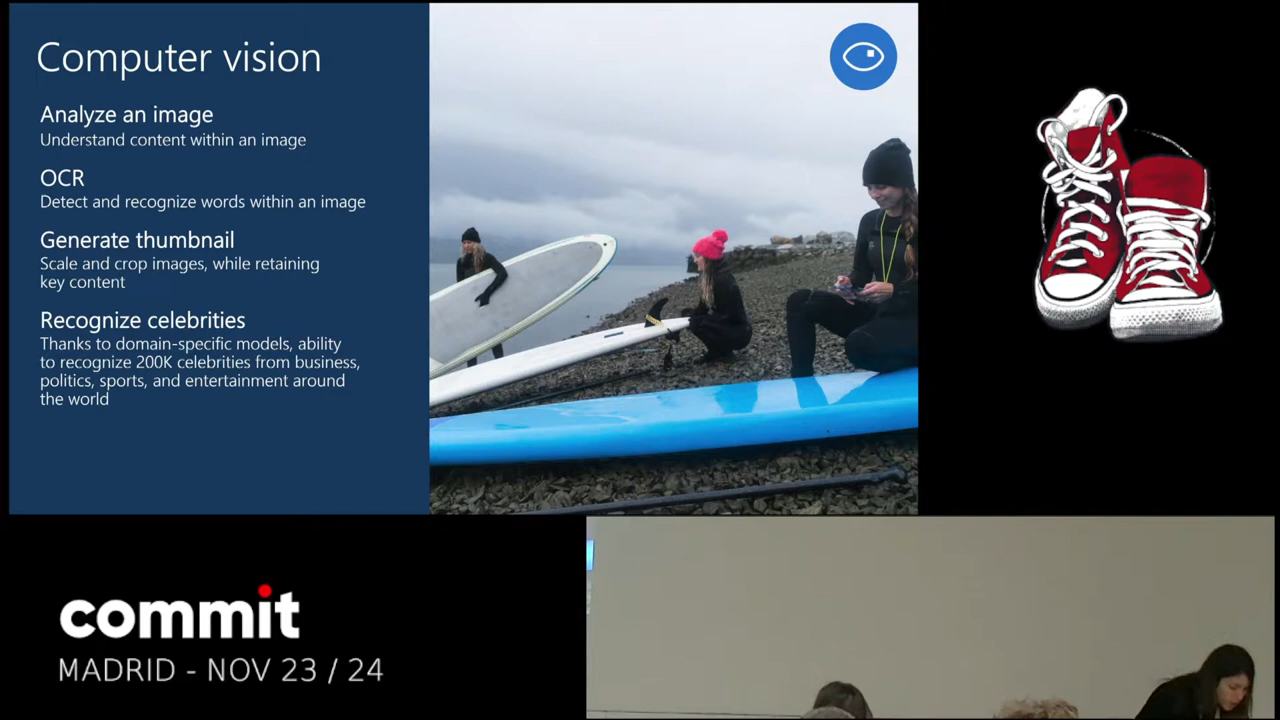 Computer vision
Analyze an image
Understand content within an image
OCR
Detect and recognize words within an image
Generate thumbnail
Scale and crop images, while retaining
key content
Recognize celebrities
Thanks to domain-specific models, ability
to recognize 200K celebrities from business,
politics, sports, and entertainment around
the world
commit
MADRID - NOV 23 / 24